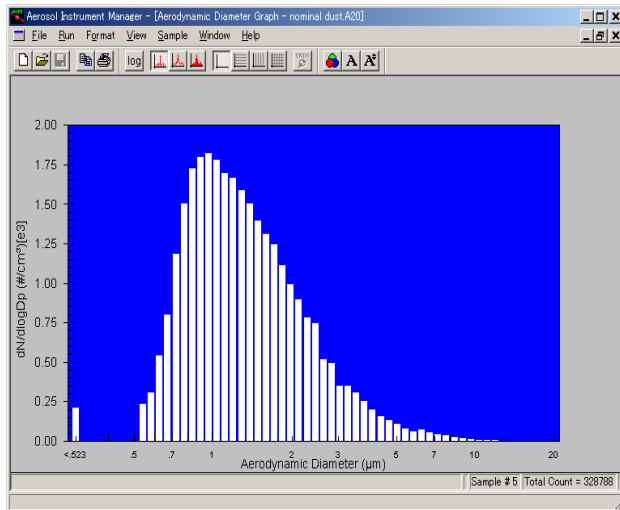 Aerosol Instrument Manager - [Aerodynamic Diameter Graph - nominal dust.A20]
File Run Format View Sample Window Help
log
A A
2.00
1.75
1.50
1.25
1.00
0.75
0.50
0.25
0.00
dN/dlogDp (#/cm³)[e3]
<.523 .5 .7 1 2 3 5 7 10 20
Aerodynamic Diameter (µm)
Sample # 5 Total Count = 328788